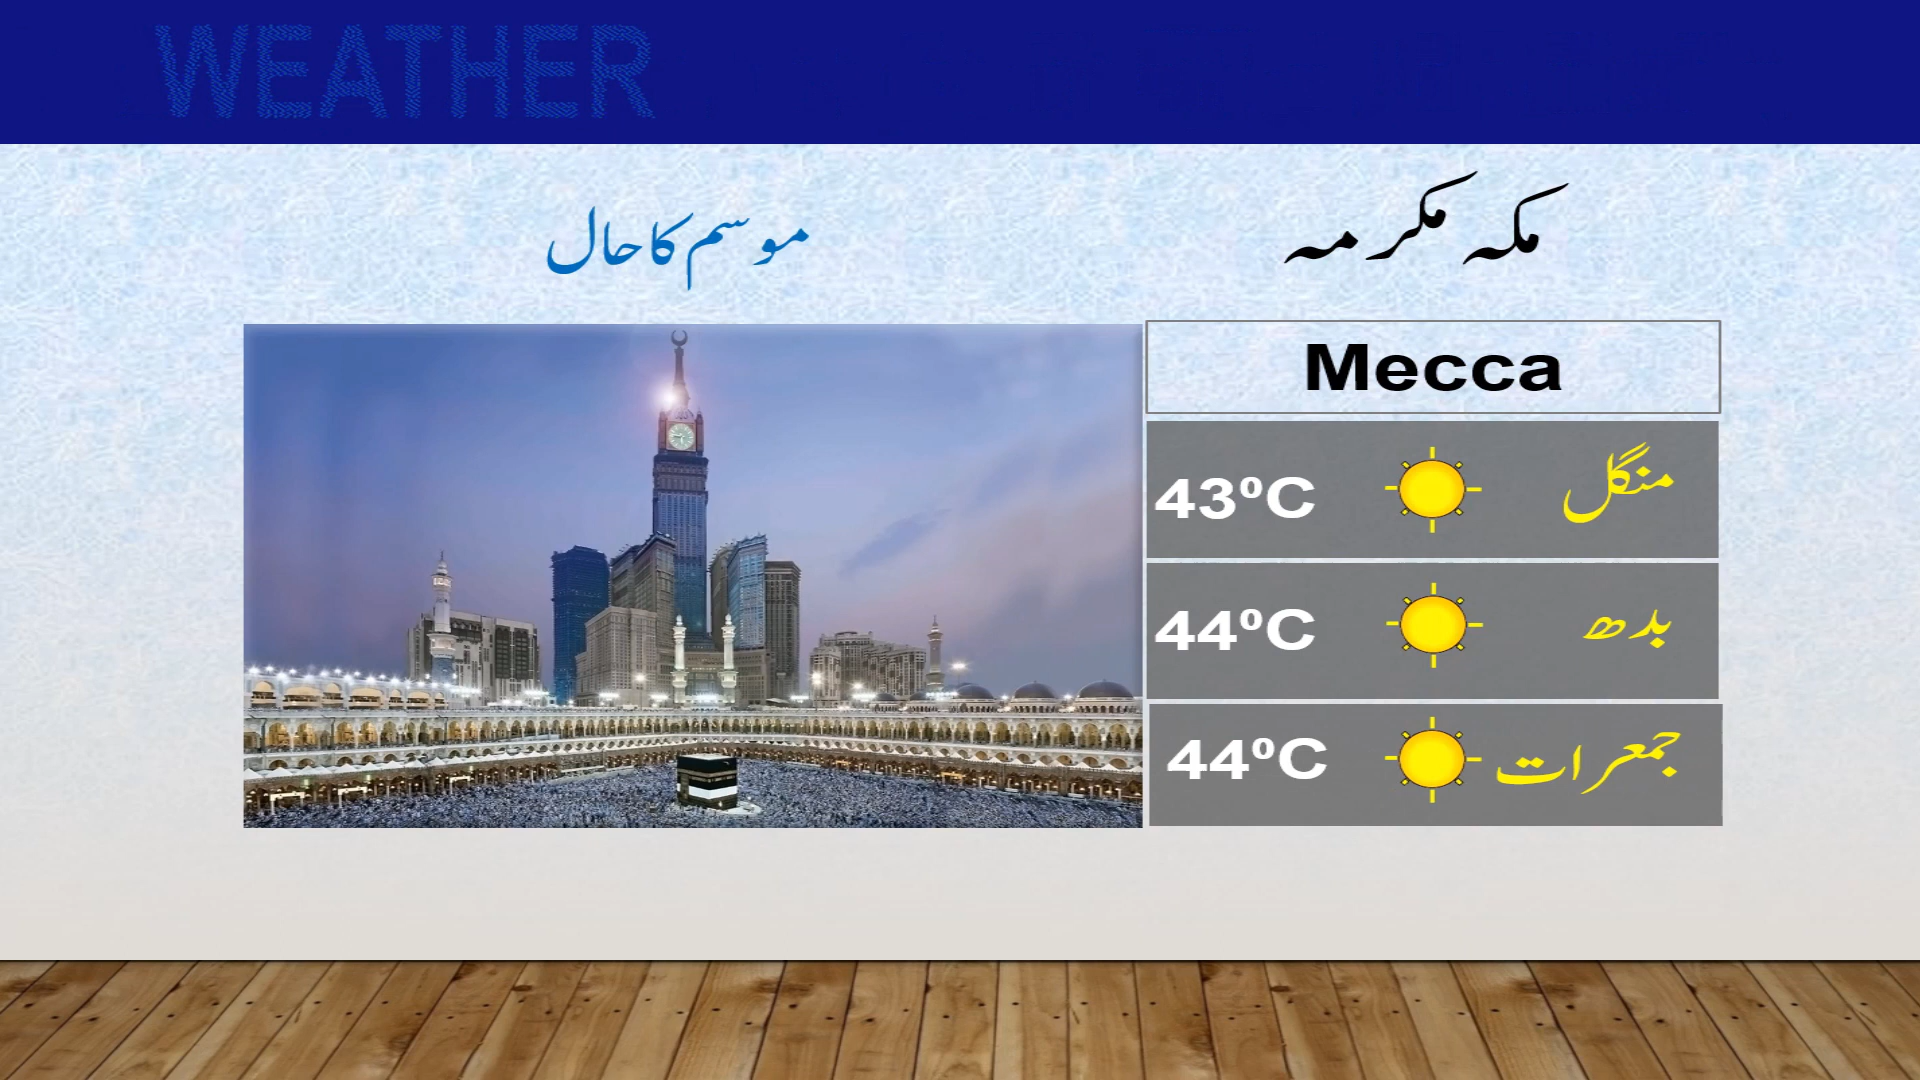 WEATHER
مکہ مکرمہ
موسم کا حال
Mecca
منگل 43ºC
بدھ 44ºC
جمعرات 44ºC